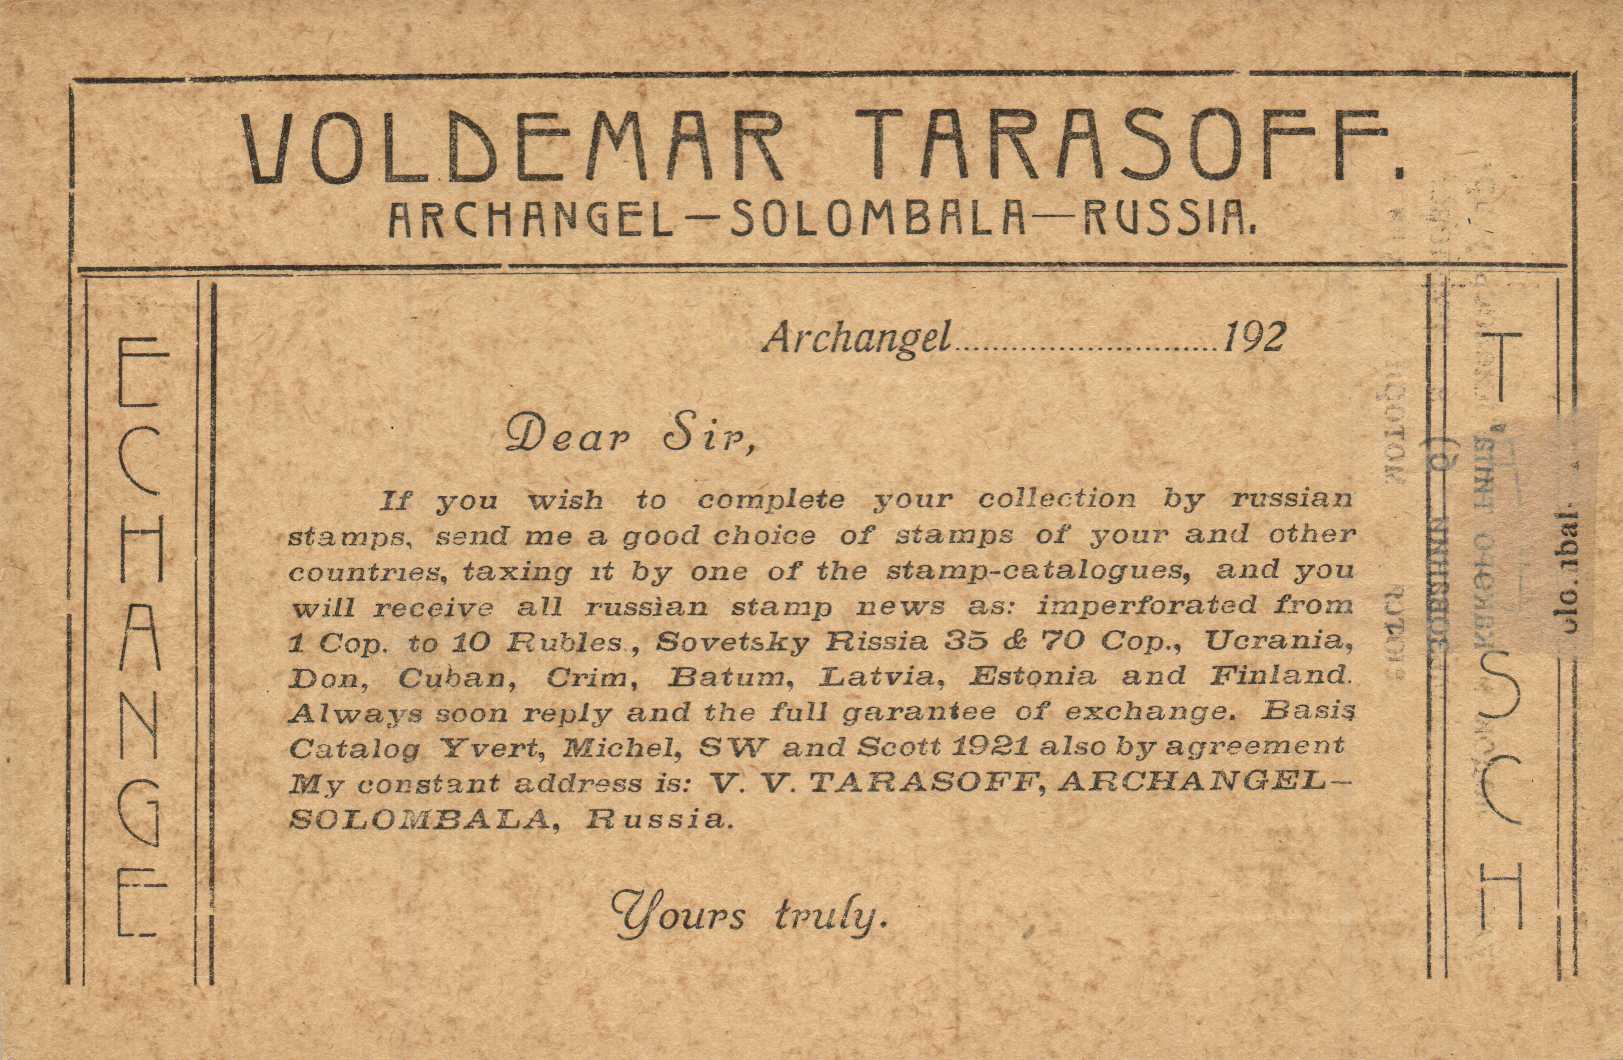 VOLDEMAR TARASOFF.
ARCHANGEL—SOLOMBALA—RUSSIA.
ECHANGE
Archangel............................192
Dear Sir,
If you wish to complete your collection by russian
stamps, send me a good choice of stamps of your and other
countries, taxing it by one of the stamp-catalogues, and you
will receive all russian stamp news as: imperforated from
1 Cop. to 10 Rubles., Sovetsky Rissia 35 & 70 Cop., Ucrania,
Don, Cuban, Crim, Batum, Latvia, Estonia and Finland.
Always soon reply and the full garantee of exchange. Basis
Catalog Yvert, Michel, SW and Scott 1921 also by agreement
My constant address is: V. V. TARASOFF, ARCHANGEL—
SOLOMBALA, Russia.
Yours truly.
T
SCH